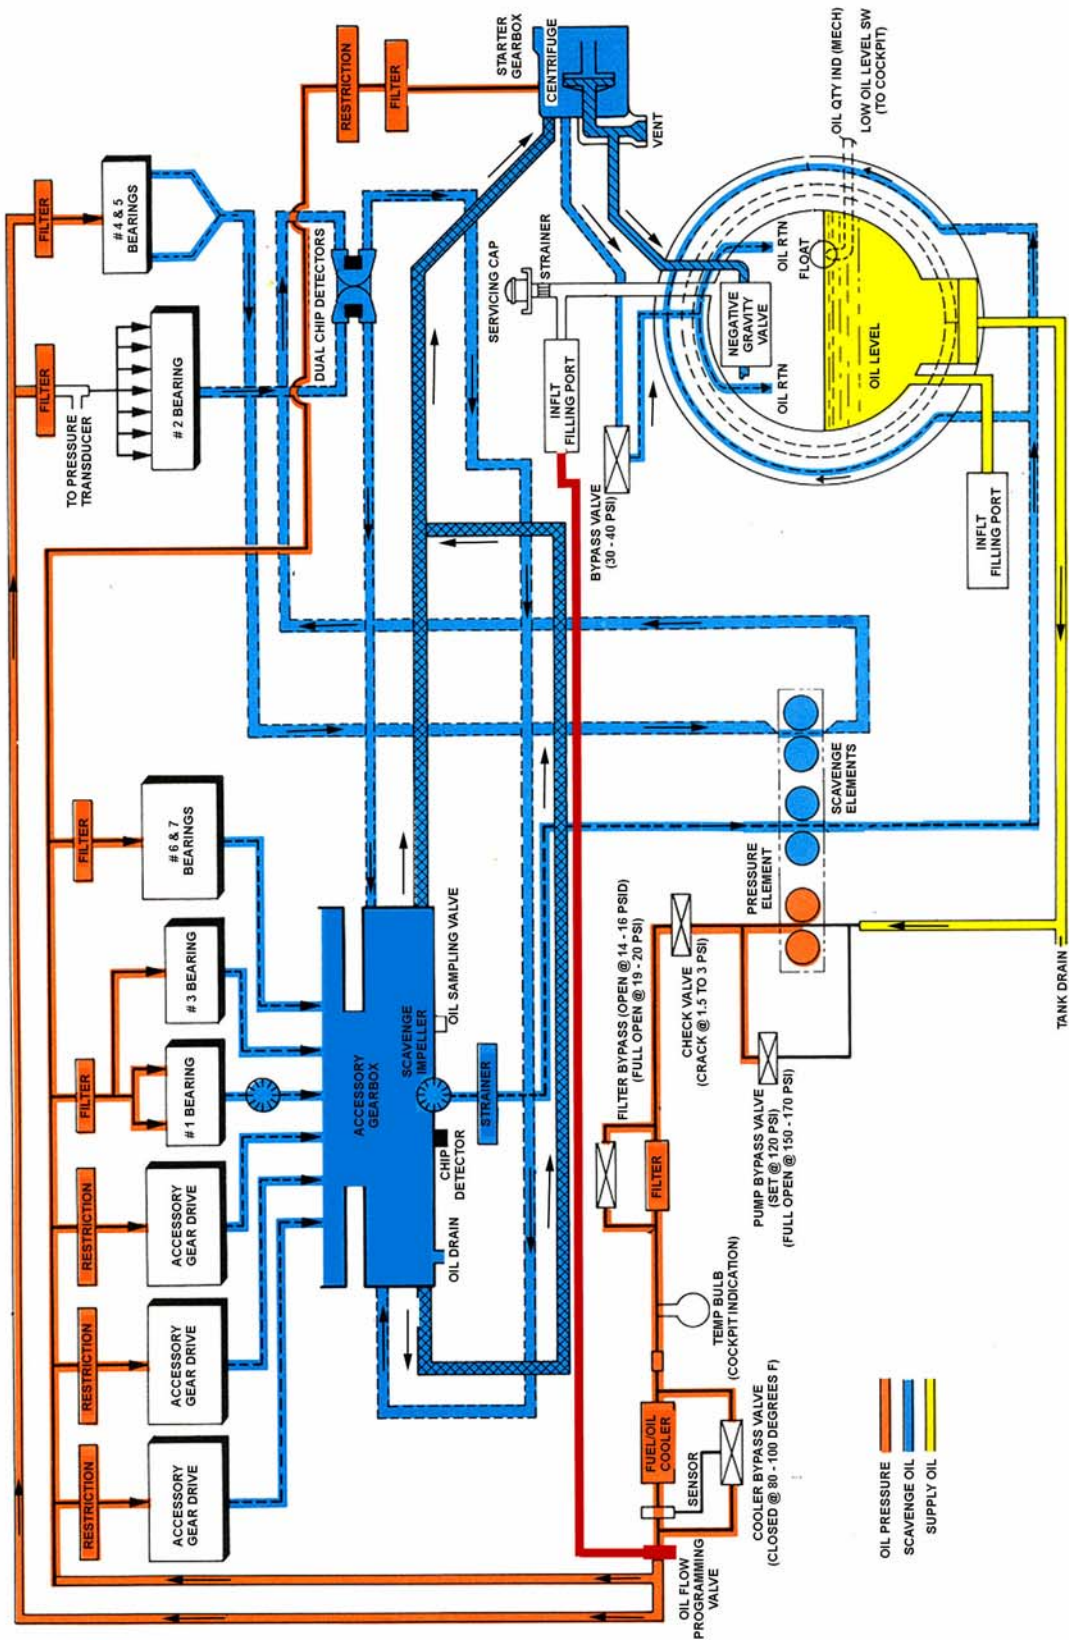 RESTRICTION
ACCESSORY
GEAR DRIVE
RESTRICTION
ACCESSORY
GEAR DRIVE
RESTRICTION
ACCESSORY
GEAR DRIVE
FILTER
#1 BEARING
#3 BEARING
FILTER
#6 & 7
BEARINGS
FILTER
TO PRESSURE
TRANSDUCER
#2 BEARING
FILTER
#4 & 5
BEARINGS
RESTRICTION
FILTER
STARTER
GEARBOX
CENTRIFUGE
VENT
DUAL CHIP DETECTORS
ACCESSORY
GEARBOX
SCAVENGE
IMPELLER
OIL DRAIN
CHIP
DETECTOR
STRAINER
OIL SAMPLING VALVE
SERVICING CAP
STRAINER
INFLT
FILLING PORT
BYPASS VALVE
(30 - 40 PSI)
OIL RTN
NEGATIVE
GRAVITY
VALVE
OIL RTN
FLOAT
OIL LEVEL
OIL QTY IND (MECH)
LOW OIL LEVEL SW
(TO COCKPIT)
INFLT
FILLING PORT
OIL FLOW
PROGRAMMING
VALVE
SENSOR
FUEL/OIL
COOLER
COOLER BYPASS VALVE
(CLOSED @ 80 - 100 DEGREES F)
TEMP BULB
(COCKPIT INDICATION)
FILTER
FILTER BYPASS (OPEN @ 14 - 16 PSID)
(FULL OPEN @ 19 - 20 PSI)
CHECK VALVE
(CRACK @ 1.5 TO 3 PSI)
PUMP BYPASS VALVE
(SET @ 120 PSI)
(FULL OPEN @ 150 - 170 PSI)
PRESSURE
ELEMENT
SCAVENGE
ELEMENTS
TANK DRAIN
OIL PRESSURE
SCAVENGE OIL
SUPPLY OIL